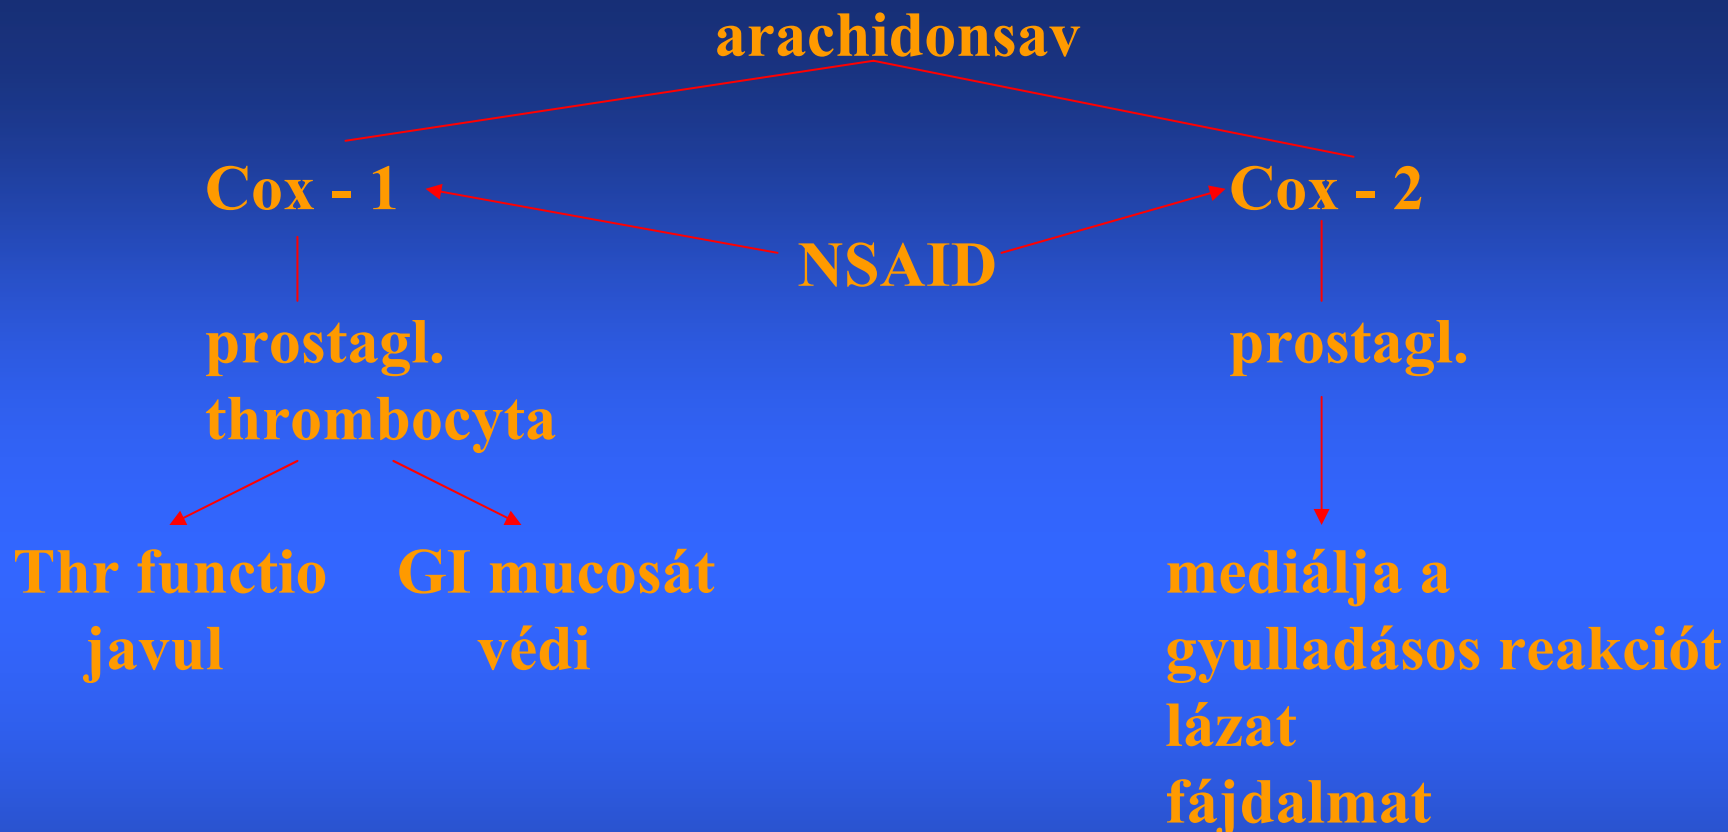 arachidonsav
Cox - 1
Cox - 2
NSAID
prostagl.
thrombocyta
prostagl.
Thr functio
javul
GI mucosát
védi
mediálja a
gyulladásos reakciót
lázat
fájdalmat